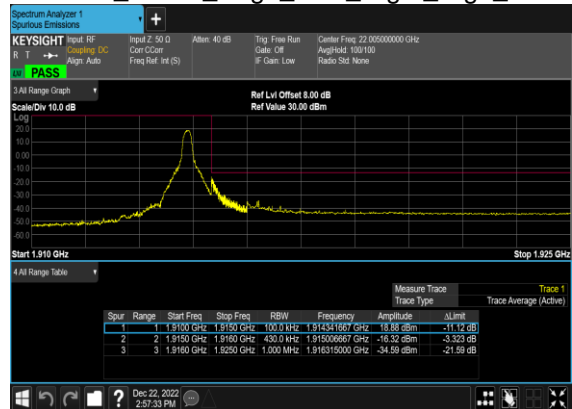 Spectrum Analyzer 1
Spurious Emissions
+
KEYSIGHT Input: RF Input Z: 50 Ω Atten: 40 dB Trig: Free Run Center Freq: 22.005000000 GHz
R T Coupling: DC Corr CCorr Gate: Off Avg|Hold: 100/100
Align: Auto Freq Ref: Int (S) IF Gain: Low Radio Std: None
PASS
3 All Range Graph
Ref Lvl Offset 8.00 dB
Scale/Div 10.0 dB Ref Value 30.00 dBm
Log
20.0
10.0
0.00
-10.0
-20.0
-30.0
-40.0
-50.0
-60.0
Start 1.910 GHz Stop 1.925 GHz
4 All Range Table
Measure Trace Trace 1
Trace Type Trace Average (Active)
Spur Range Start Freq Stop Freq RBW Frequency Amplitude ΔLimit
1 1 1.9100 GHz 1.9150 GHz 100.0 kHz 1.914341667 GHz 18.88 dBm -11.12 dB
2 2 1.9150 GHz 1.9160 GHz 430.0 kHz 1.915006667 GHz -16.32 dBm -3.323 dB
3 3 1.9160 GHz 1.9250 GHz 1.000 MHz 1.916315000 GHz -34.59 dBm -21.59 dB
? Dec 22, 2022
2:57:33 PM